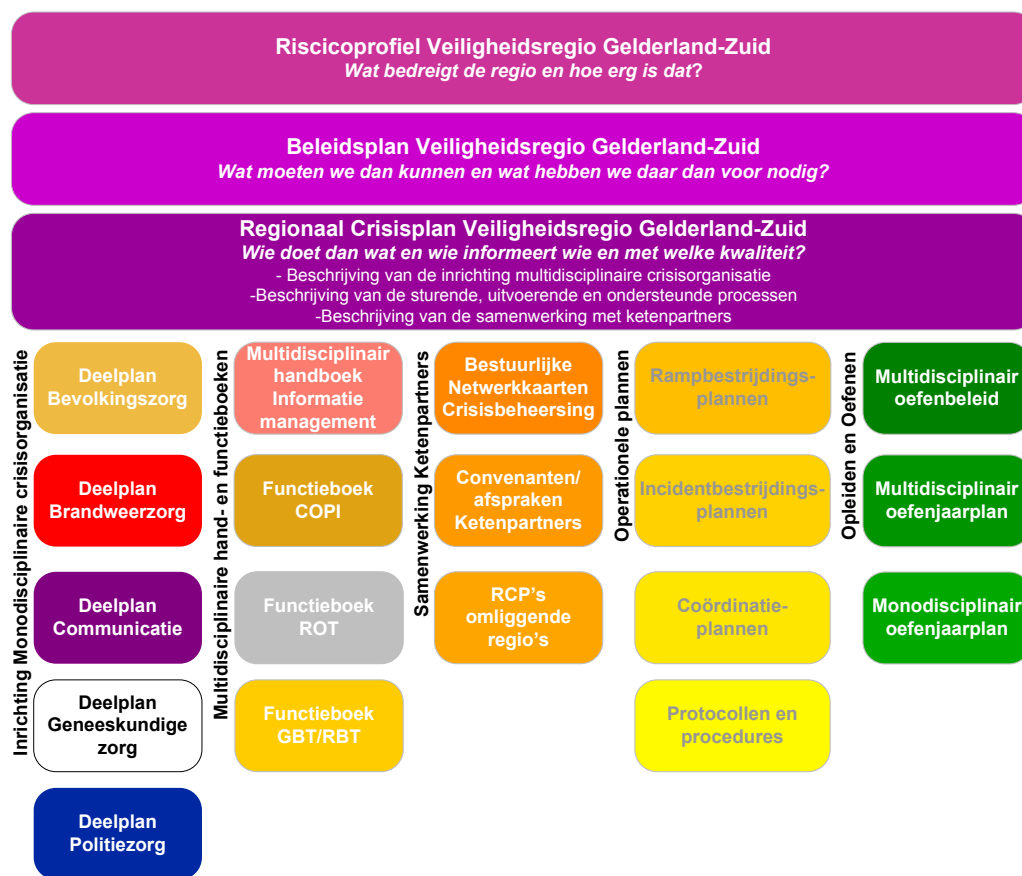 Riscicoprofiel Veiligheidsregio Gelderland-Zuid
Wat bedreigt de regio en hoe erg is dat?
Beleidsplan Veiligheidsregio Gelderland-Zuid
Wat moeten we dan kunnen en wat hebben we daar dan voor nodig?
Regionaal Crisisplan Veiligheidsregio Gelderland-Zuid
Wie doet dan wat en wie informeert wie en met welke kwaliteit?
- Beschrijving van de inrichting multidisciplinaire crisisorganisatie
-Beschrijving van de sturende, uitvoerende en ondersteunde processen
-Beschrijving van de samenwerking met ketenpartners
Inrichting Monodisciplinaire crisisorganisatie
Deelplan
Bevolkingszorg
Deelplan
Brandweerzorg
Deelplan
Communicatie
Deelplan
Geneeskundige
zorg
Deelplan
Politiezorg
Multidisciplinaire hand- en functieboeken
Multidisciplinair
handboek
Informatie
management
Functieboek
COPI
Functieboek
ROT
Functieboek
GBT/RBT
Samenwerking Ketenpartners
Bestuurlijke
Netwerkkaarten
Crisisbeheersing
Convenanten/
afspraken
Ketenpartners
RCP's
omliggende
regio's
Operationele plannen
Rampbestrijdings-
plannen
Incidentbestrijdings-
plannen
Coördinatie-
plannen
Protocollen en
procedures
Opleiden en Oefenen
Multidisciplinair
oefenbeleid
Multidisciplinair
oefenjaarplan
Monodisciplinair
oefenjaarplan